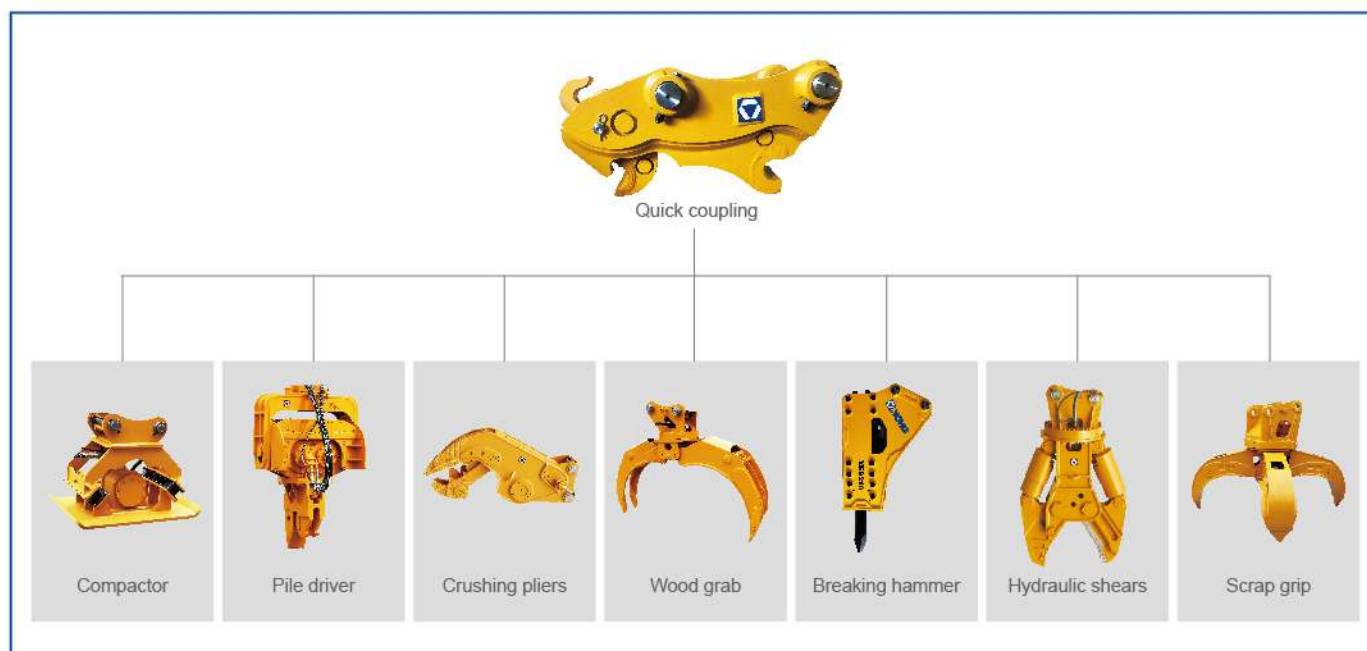 Quick coupling
Compactor
Pile driver
Crushing pliers
Wood grab
Breaking hammer
Hydraulic shears
Scrap grip